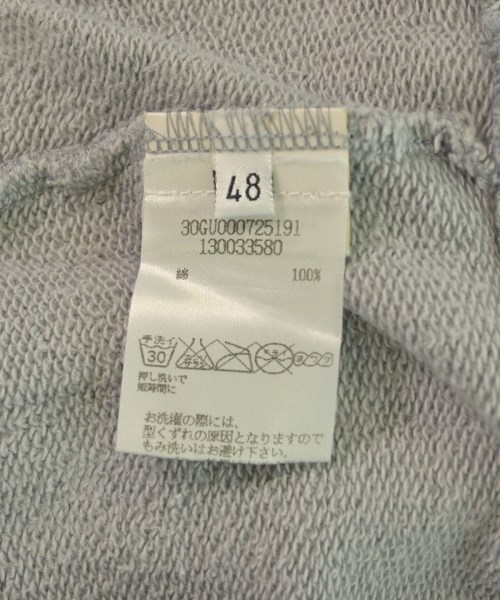 48
30GU000725191
130033580
綿 100%
手洗イ
30
押し洗いで
短時間に
お洗濯の際には、
型くずれの原因となりますので
もみ洗いはお避け下さい。